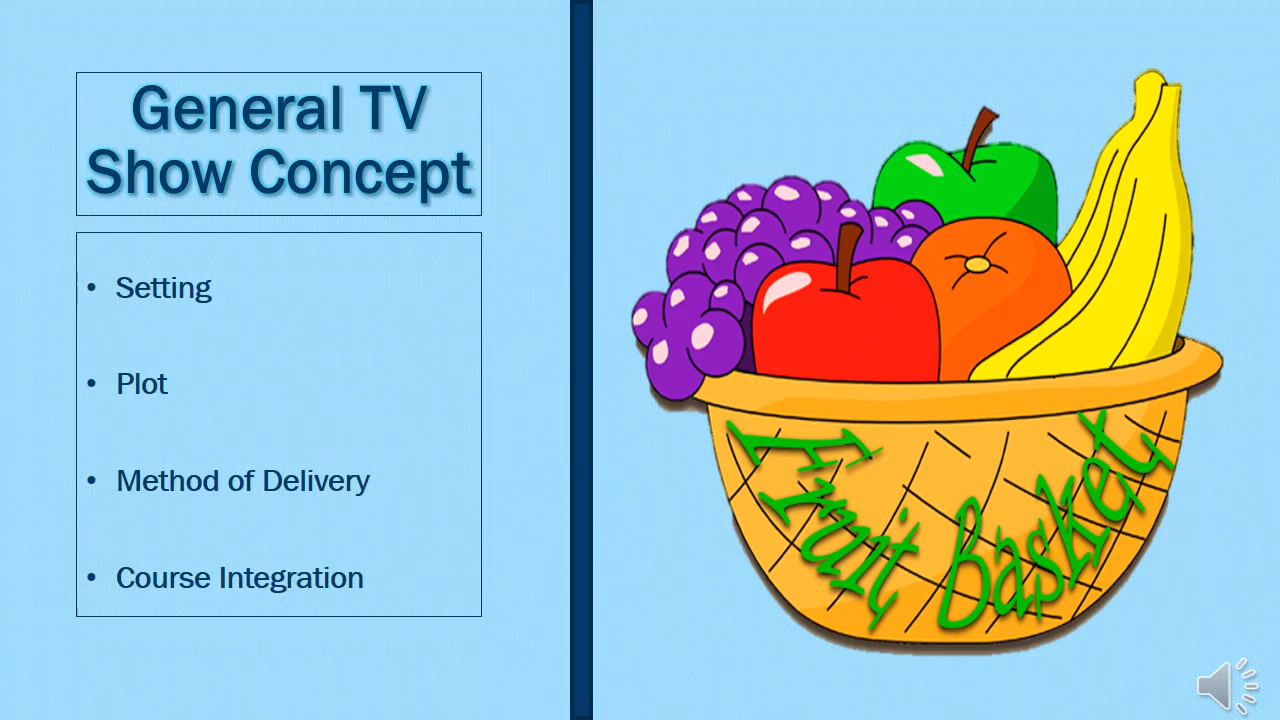 General TV
Show Concept
• Setting
• Plot
• Method of Delivery
• Course Integration
Fruit Basket